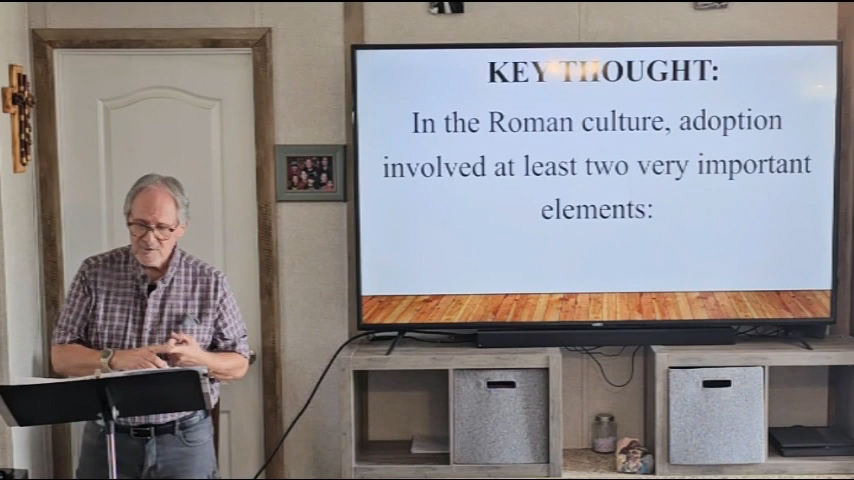 KEY THOUGHT:
In the Roman culture, adoption
involved at least two very important
elements: